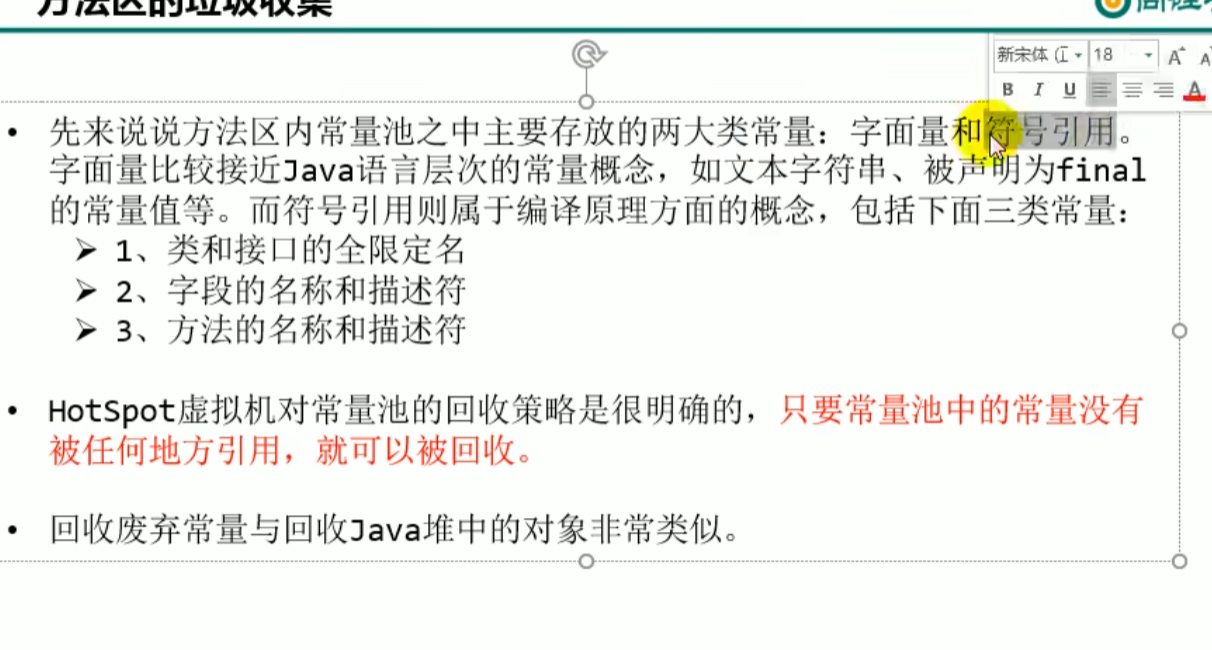 方法区的垃圾收集
新宋体 (
18
B I U A
• 先来说说方法区内常量池之中主要存放的两大类常量：字面量和符号引用。
字面量比较接近Java语言层次的常量概念，如文本字符串、被声明为final
的常量值等。而符号引用则属于编译原理方面的概念，包括下面三类常量：
➢ 1、类和接口的全限定名
➢ 2、字段的名称和描述符
➢ 3、方法的名称和描述符
• HotSpot虚拟机对常量池的回收策略是很明确的，只要常量池中的常量没有
被任何地方引用，就可以被回收。
• 回收废弃常量与回收Java堆中的对象非常类似。